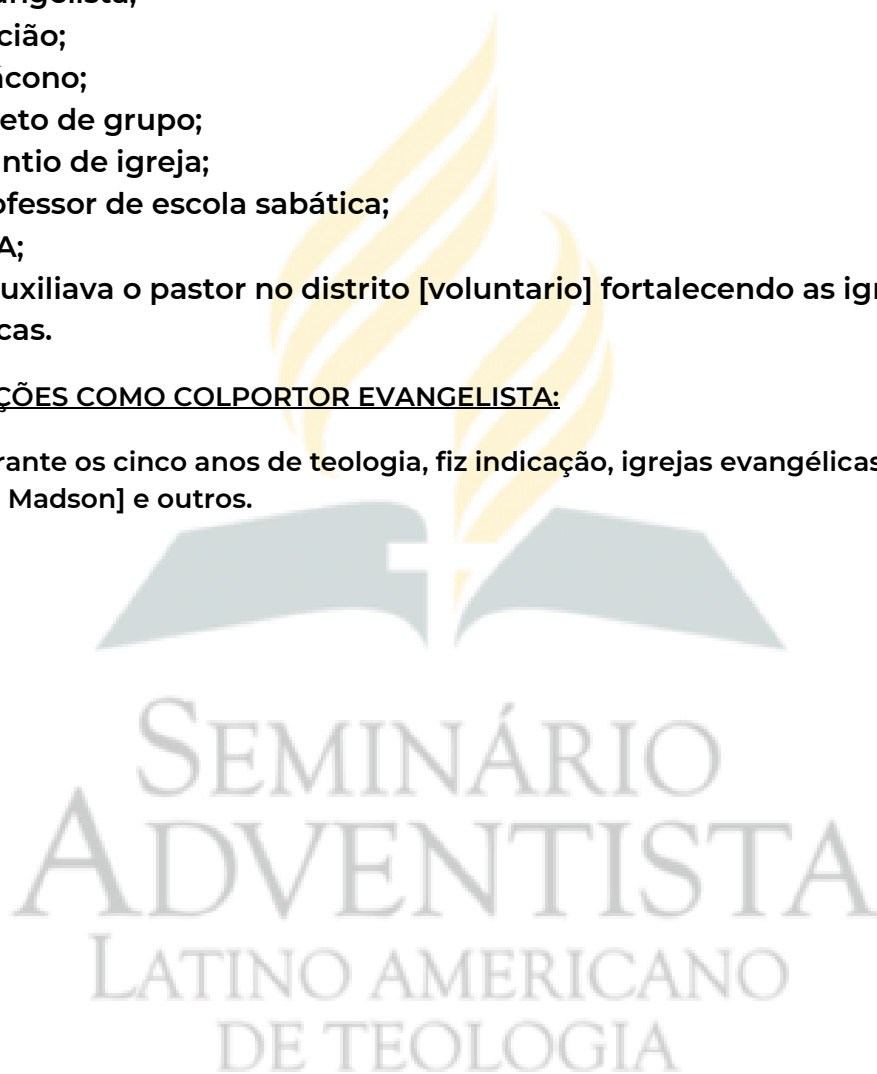 angelista;
cião;
ácono;
eto de grupo;
ntio de igreja;
ofessor de escola sabática;
A;
uxiliava o pastor no distrito [voluntario] fortalecendo as igr
cas.
ÇÕES COMO COLPORTOR EVANGELISTA:
rante os cinco anos de teologia, fiz indicação, igrejas evangélicas
Madson] e outros.
SEMINÁRIO
ADVENTISTA
LATINO AMERICANO
DE TEOLOGIA